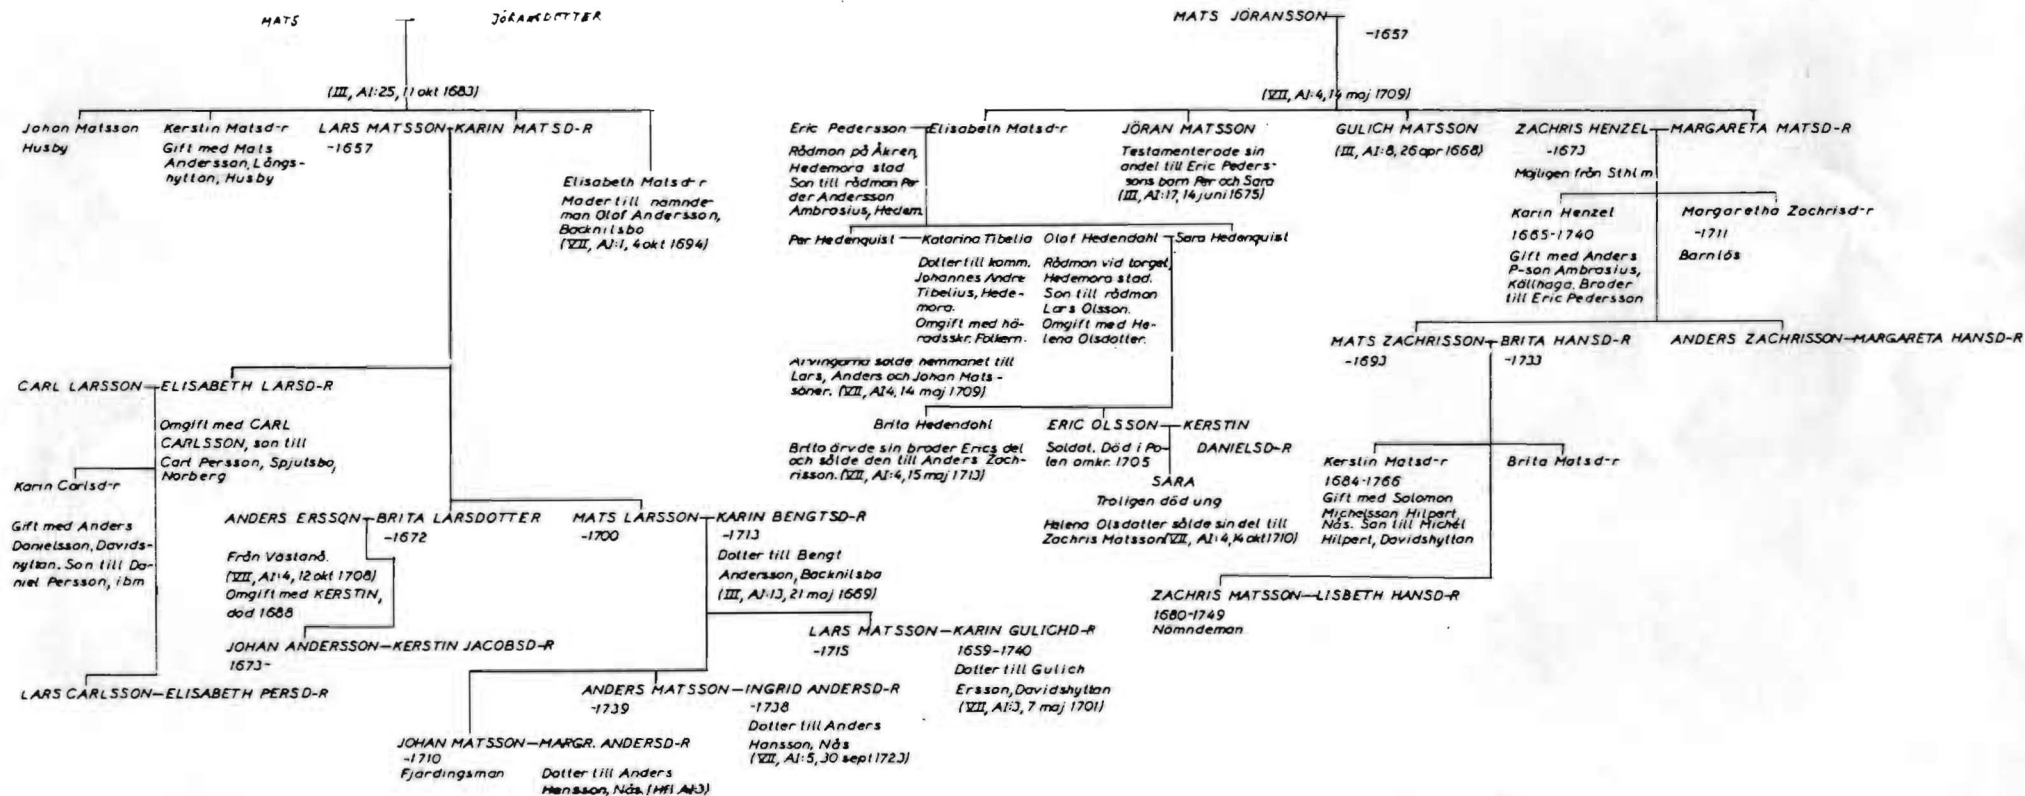 MATS
JÖRANSDOTTER
MATS JÖRANSSON
-1657
(III, AI:25, 11 okt 1683)
(VII, AI:4, 14 maj 1709)
Johan Matsson
Husby
Kerstin Matsd-r
Gift med Mats
Andersson, Långs-
hyttan, Husby
LARS MATSSON—KARIN MATSD-R
-1657
Elisabeth Matsd-r
Moder till nämnde-
man Olof Andersson,
Backnilsbo
(VII, AI:1, 4 okt 1694)
Eric Pedersson—Elisabeth Matsd-r
Rådman på Åkren,
Hedemora stad
Son till rådman Pe-
der Andersson
Ambrosius, Hedem.
JÖRAN MATSSON
Testamenterade sin
andel till Eric Peders-
sons barn Per och Sara
(III, AI:17, 14 juni 1675)
GULICH MATSSON
(III, AI:8, 26 apr 1668)
ZACHRIS HENZEL—MARGARETA MATSD-R
-1673
Möjligen från Sthlm
Karin Henzel
1665-1740
Gift med Anders
P-son Ambrosius,
Källhaga. Broder
till Eric Pedersson
Margaretha Zachrisd-r
-1711
Barnlös
Per Hedenquist—Katarina Tibelia
Dotter till komm.
Johannes Andre
Tibelius, Hede-
mora.
Omgift med hä-
radsskr. Folkern.
Olof Hedendahl—Sara Hedenquist
Rådman vid torget,
Hedemora stad.
Son till rådman
Lars Olsson.
Omgift med He-
lena Olsdotter.
Arvingarna sålde hemmanet till
Lars, Anders och Johan Mats-
söner. (VII, AI4, 14 maj 1709)
MATS ZACHRISSON—BRITA HANSD-R
-1693
-1733
ANDERS ZACHRISSON—MARGARETA HANSD-R
CARL LARSSON—ELISABETH LARSD-R
Omgift med CARL
CARLSSON, son till
Carl Persson, Spjutsbo,
Norberg
Brita Hedendahl
Brita ärvde sin broder Erics del
och sålde den till Anders Zach-
risson. (VII, AI:4, 15 maj 1713)
ERIC OLSSON—KERSTIN
DANIELSD-R
Soldat. Död i Po-
len omkr. 1705
SARA
Troligen död ung
Helena Olsdotter sålde sin del till
Zachris Matsson (VII, AI:4, 14 okt 1710)
Kerstin Matsd-r
1684-1766
Gift med Salomon
Michelsson Hilpert
Nås. Son till Michel
Hilpert, Davidshyttan
Brita Matsd-r
Karin Carlsd-r
Gift med Anders
Danielsson, Davids-
hyttan. Son till Da-
niel Persson, ibm
ANDERS ERSSON—BRITA LARSDOTTER
-1672
Från Västanå.
(VII, AI:4, 12 okt 1708)
Omgift med KERSTIN,
död 1688
MATS LARSSON—KARIN BENGTSD-R
-1700
-1713
Dotter till Bengt
Andersson, Backnilsbo
(III, AI:13, 21 maj 1669)
ZACHRIS MATSSON—LISBETH HANSD-R
1680-1749
Nämndeman
JOHAN ANDERSSON—KERSTIN JACOBSD-R
1673-
LARS MATSSON—KARIN GULICHD-R
-1715
1659-1740
Dotter till Gulich
Ersson, Davidshyttan
(VII, AI:3, 7 maj 1701)
LARS CARLSSON—ELISABETH PERSD-R
ANDERS MATSSON—INGRID ANDERSD-R
-1739
-1738
Dotter till Anders
Hansson, Nås
(VII, AI:5, 30 sept 1723)
JOHAN MATSSON—MARGR. ANDERSD-R
-1710
Fjärdingsman
Dotter till Anders
Hansson, Nås (Hfl AI:3)